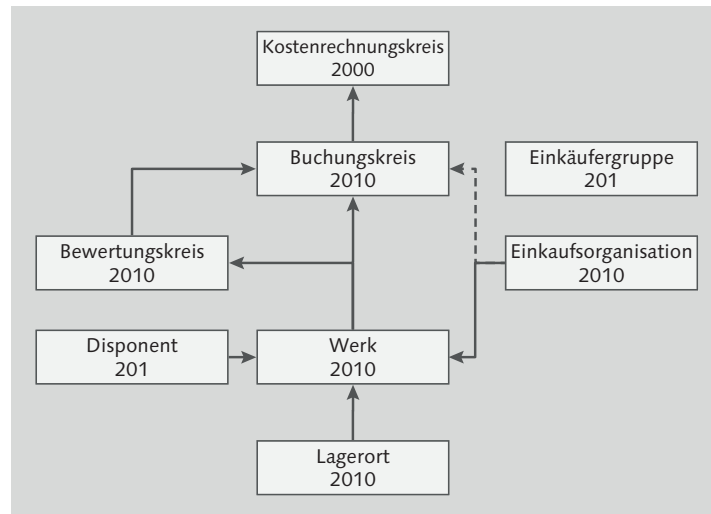 Kostenrechnungskreis
2000
Buchungskreis
2010
Einkäufergruppe
201
Bewertungskreis
2010
Einkaufsorganisation
2010
Disponent
201
Werk
2010
Lagerort
2010